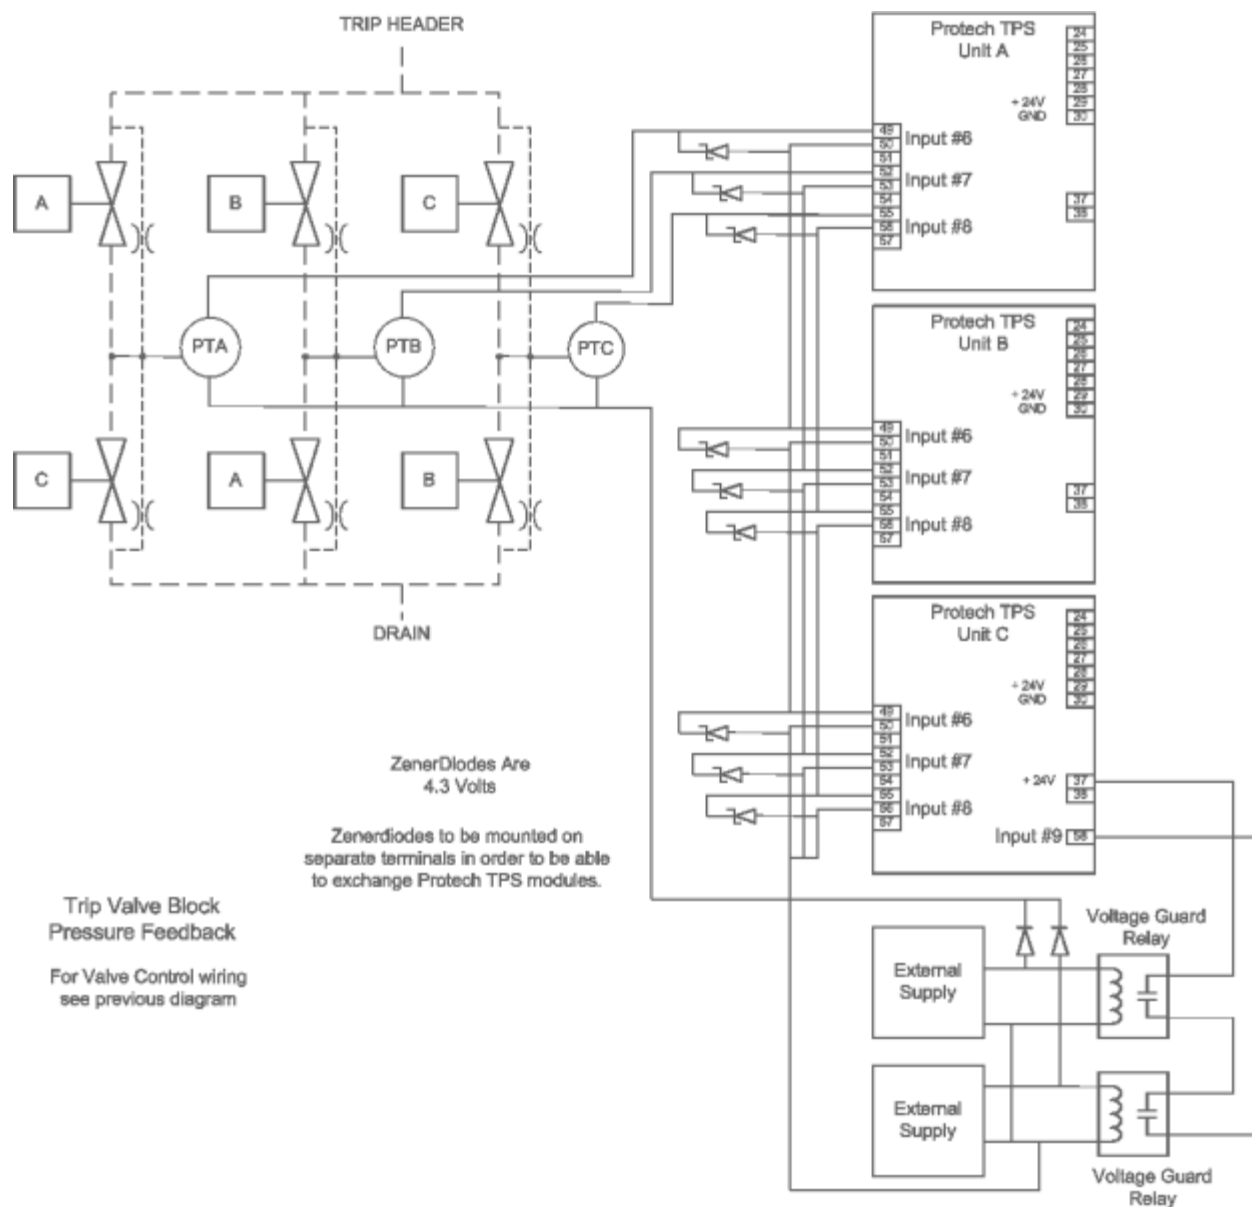 TRIP HEADER
A
B
C
PTA
PTB
PTC
C
A
B
DRAIN
ZenerDiodes Are
4.3 Volts
Zenerdiodes to be mounted on
separate terminals in order to be able
to exchange Protech TPS modules.
Trip Valve Block
Pressure Feedback
For Valve Control wiring
see previous diagram
Protech TPS
Unit A
24
25
26
27
28
+ 24V 29
GND 30
49 Input #6
50
51
52 Input #7
53
54
55 Input #8
56
57
37
38
Protech TPS
Unit B
24
25
26
27
28
+ 24V 29
GND 30
49 Input #6
50
51
52 Input #7
53
54
55 Input #8
56
57
37
38
Protech TPS
Unit C
24
25
26
27
28
+ 24V 29
GND 30
49 Input #6
50
51
52 Input #7
53
54
55 Input #8
56
57
+ 24V 37
38
Input #9
External
Supply
Voltage Guard
Relay
External
Supply
Voltage Guard
Relay